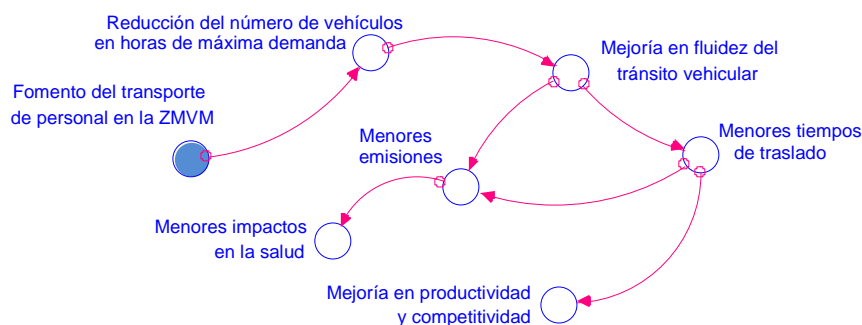 Reducción del número de vehículos
en horas de máxima demanda
Mejoría en fluidez del
tránsito vehicular
Fomento del transporte
de personal en la ZMVM
Menores
emisiones
Menores tiempos
de traslado
Menores impactos
en la salud
Mejoría en productividad
y competitividad